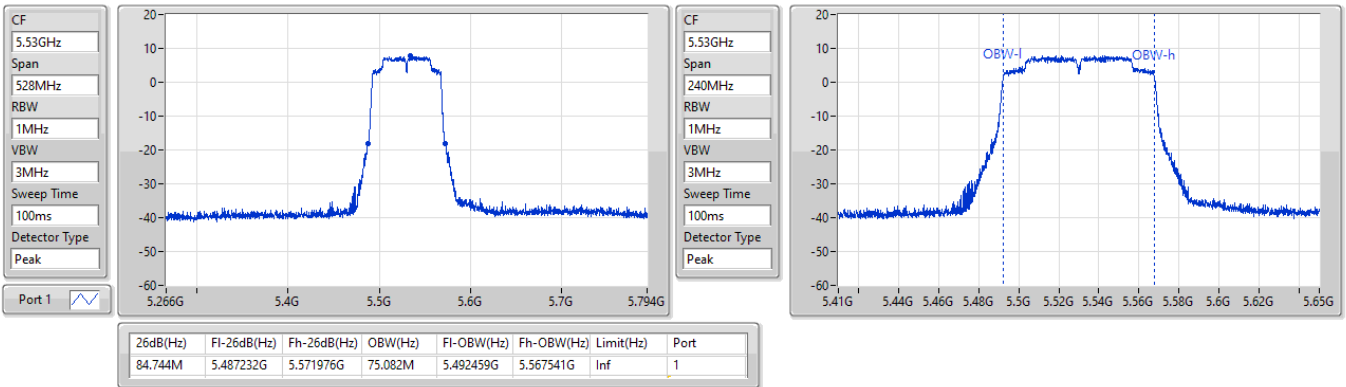 CF
5.53GHz
Span
528MHz
RBW
1MHz
VBW
3MHz
Sweep Time
100ms
Detector Type
Peak
Port 1
20
10
0
-10
-20
-30
-40
-50
-60
5.266G 5.4G 5.5G 5.6G 5.7G 5.794G
CF
5.53GHz
Span
240MHz
RBW
1MHz
VBW
3MHz
Sweep Time
100ms
Detector Type
Peak
20
10
0
-10
-20
-30
-40
-50
-60
OBW-l OBW-h
5.41G 5.44G 5.46G 5.48G 5.5G 5.52G 5.54G 5.56G 5.58G 5.6G 5.62G 5.65G
26dB(Hz) Fl-26dB(Hz) Fh-26dB(Hz) OBW(Hz) Fl-OBW(Hz) Fh-OBW(Hz) Limit(Hz) Port
84.744M 5.487232G 5.571976G 75.082M 5.492459G 5.567541G Inf 1